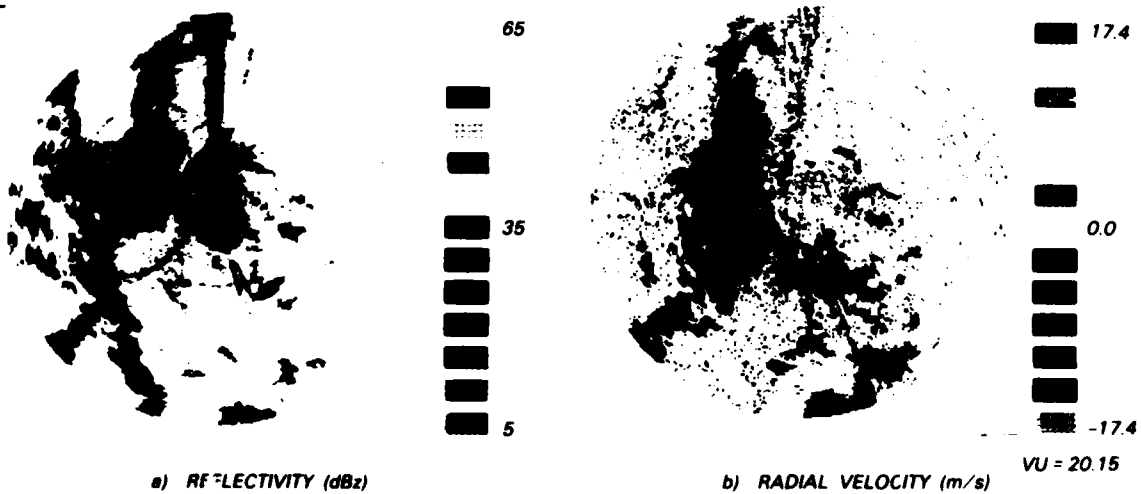 65
35
5
a) REFLECTIVITY (dBz)
17.4
0.0
-17.4
VU = 20.15
b) RADIAL VELOCITY (m/s)